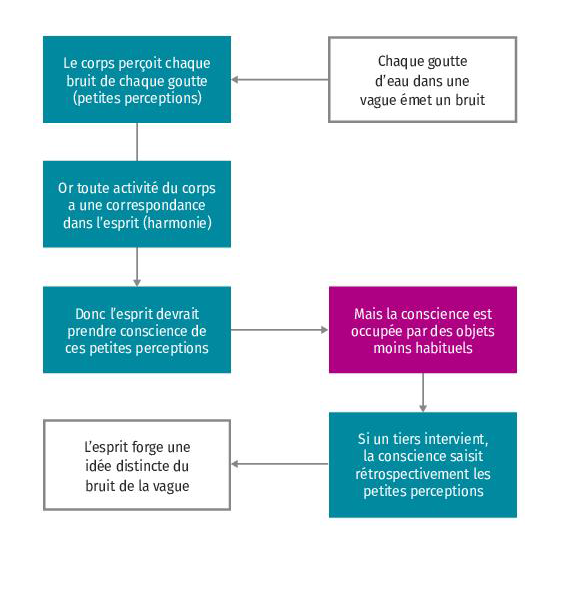 Chaque goutte
d'eau dans une
vague émet un bruit
Le corps perçoit chaque
bruit de chaque goutte
(petites perceptions)
Or toute activité du corps
a une correspondance
dans l'esprit (harmonie)
Donc l'esprit devrait
prendre conscience de
ces petites perceptions
Mais la conscience est
occupée par des objets
moins habituels
Si un tiers intervient,
la conscience saisit
rétrospectivement les
petites perceptions
L'esprit forge une
idée distincte du
bruit de la vague